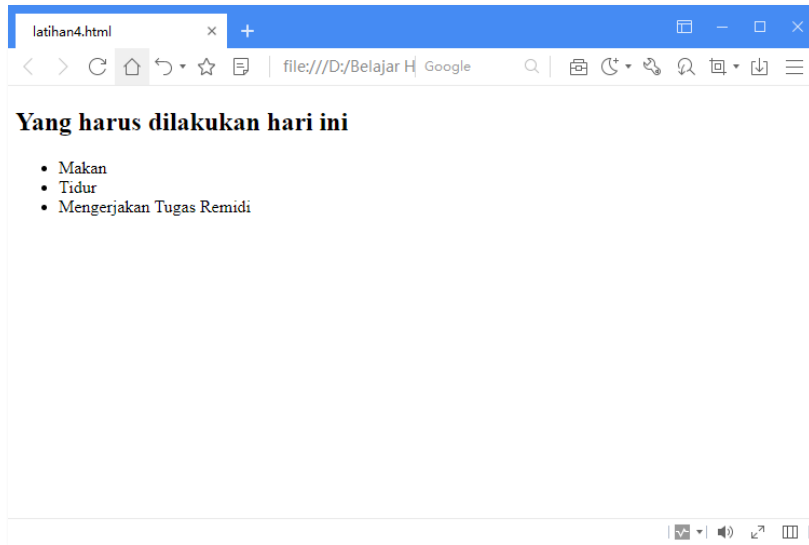 latihan4.html
file:///D:/Belajar H Google
Yang harus dilakukan hari ini
Makan
Tidur
Mengerjakan Tugas Remidi